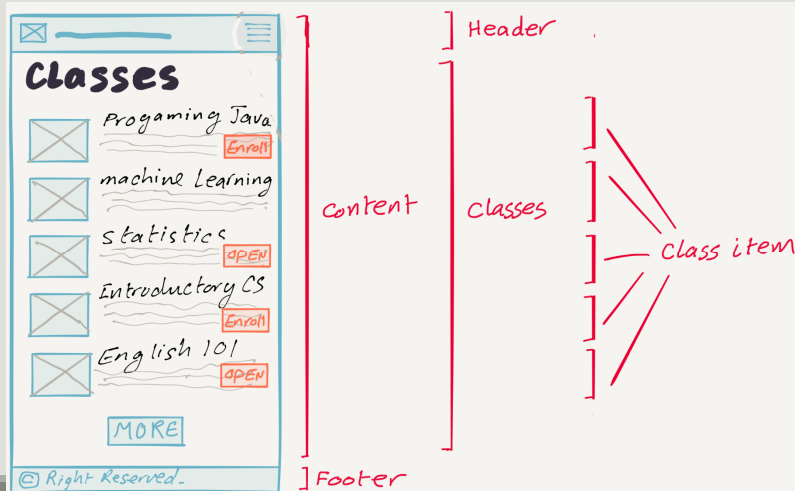 Header
Classes
Progaming Java
Enroll
machine Learning
Content
Classes
Statistics
OPEN
Class item
Introductory CS
Enroll
English 101
OPEN
MORE
© Right Reserved.
Footer